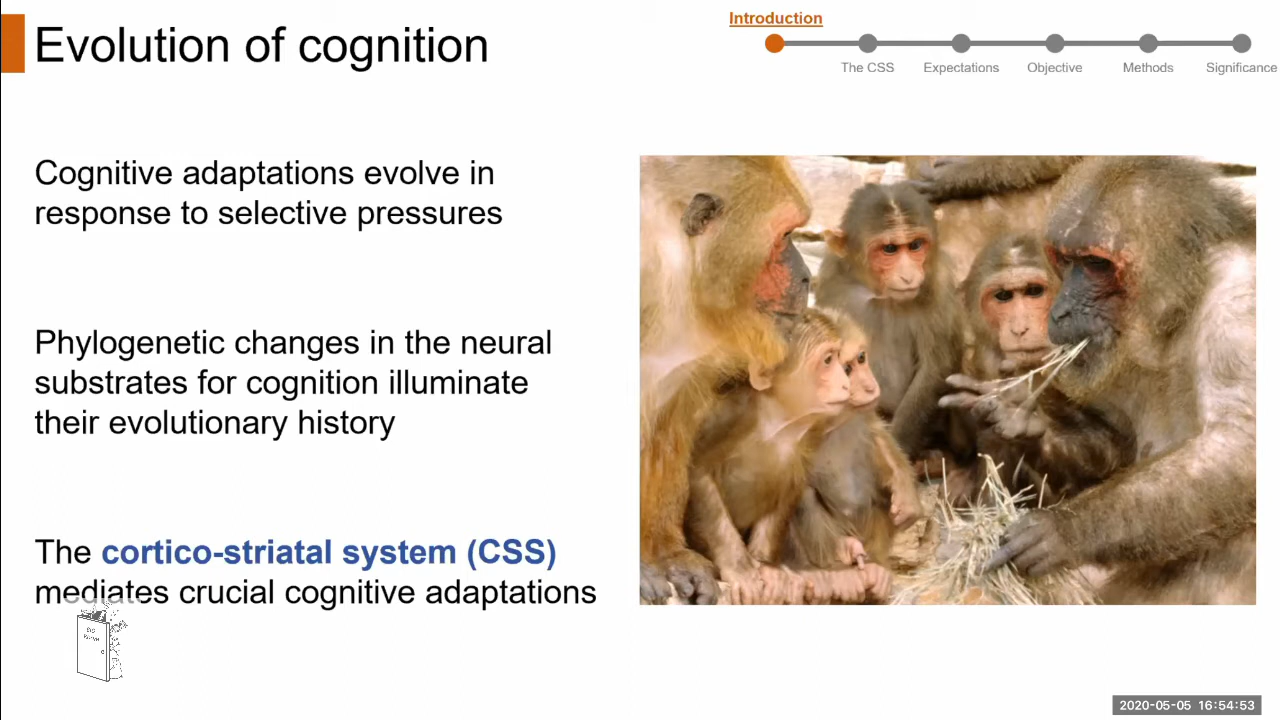 Evolution of cognition
Introduction
The CSS
Expectations
Objective
Methods
Significance
Cognitive adaptations evolve in
response to selective pressures
Phylogenetic changes in the neural
substrates for cognition illuminate
their evolutionary history
The cortico-striatal system (CSS)
mediates crucial cognitive adaptations
2020-05-05 16:54:53